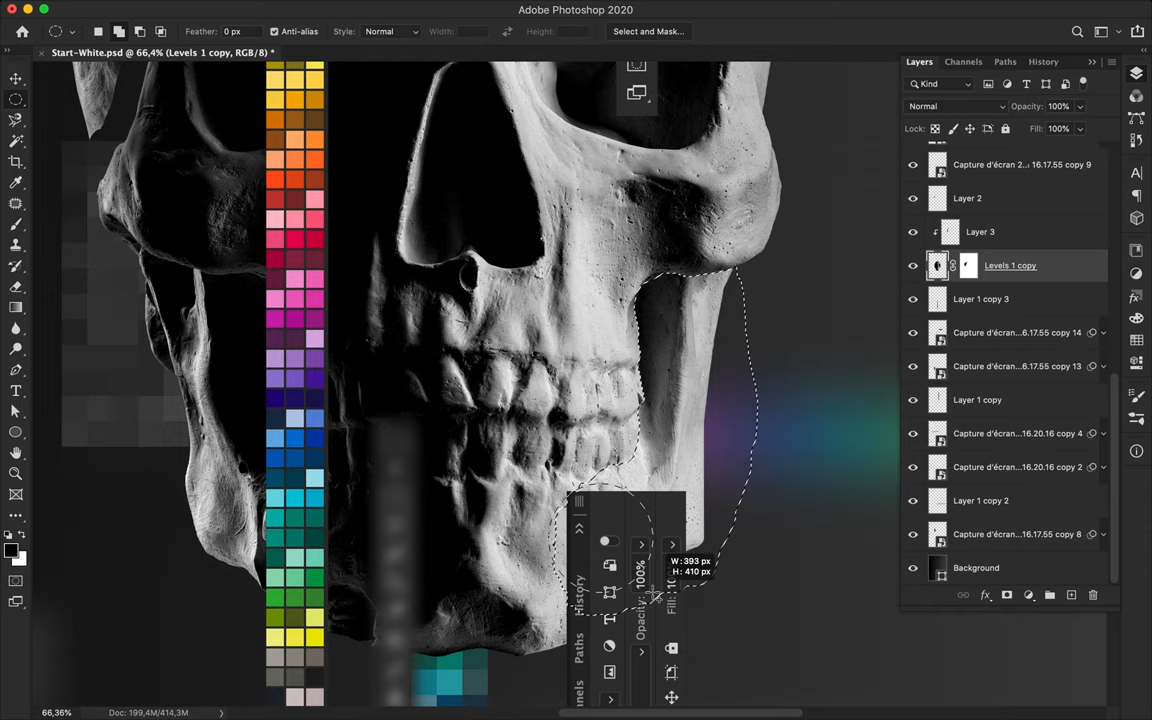 Adobe Photoshop 2020
Feather: 0 px
Anti-alias
Style: Normal
Width:
Height:
Select and Mask...
Start-White.psd @ 66,4% (Levels 1 copy, RGB/8) *
Layers Channels Paths History
Kind
Normal
Opacity: 100%
Lock:
Fill: 100%
Capture d'écran 2... 16.17.55 copy 9
Layer 2
Layer 3
Levels 1 copy
Layer 1 copy 3
Capture d'écran...6.17.55 copy 14
Capture d'écran...6.17.55 copy 13
Layer 1 copy
Capture d'écran...16.20.16 copy 4
Capture d'écran...16.20.16 copy 2
Layer 1 copy 2
Capture d'écran...6.17.55 copy 8
Background
W: 393 px
H: 410 px
History
Paths
Opacity: 100%
Fill:
66,36%
Doc: 199,4M/414,3M